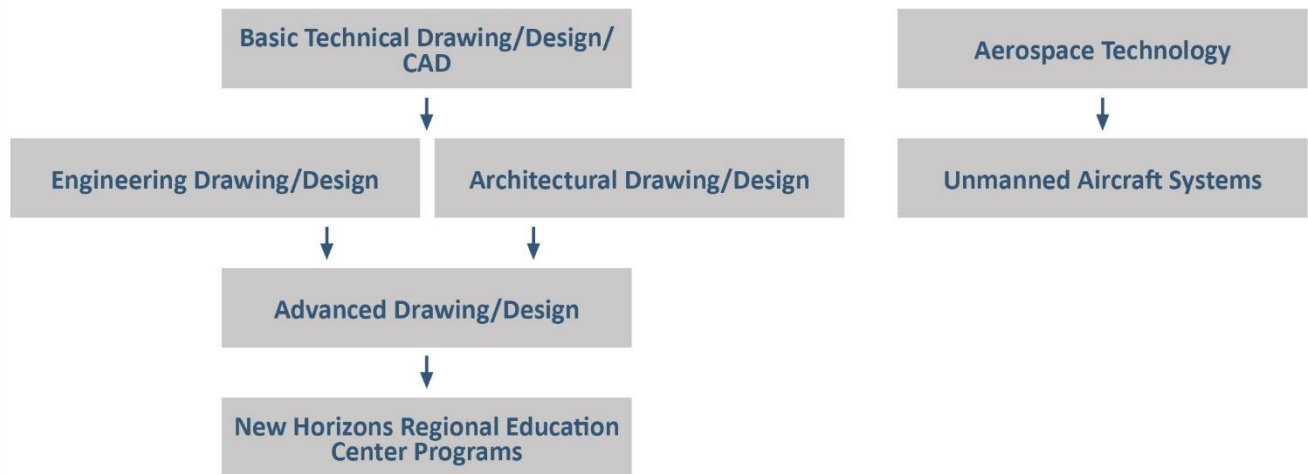 Basic Technical Drawing/Design/
CAD
Aerospace Technology
Engineering Drawing/Design
Architectural Drawing/Design
Unmanned Aircraft Systems
Advanced Drawing/Design
New Horizons Regional Education
Center Programs